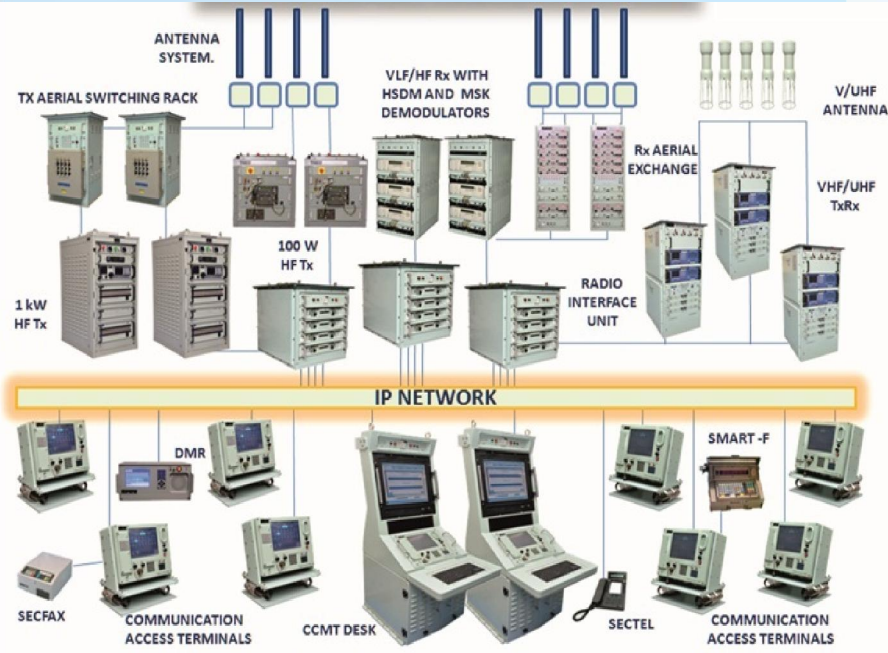 ANTENNA
SYSTEM.
TX AERIAL SWITCHING RACK
VLF/HF Rx WITH
HSDM AND MSK
DEMODULATORS
V/UHF
ANTENNA
Rx AERIAL
EXCHANGE
VHF/UHF
TxRx
100 W
HF Tx
1 kW
HF Tx
RADIO
INTERFACE
UNIT
IP NETWORK
DMR
SMART -F
SECFAX
COMMUNICATION
ACCESS TERMINALS
CCMT DESK
SECTEL
COMMUNICATION
ACCESS TERMINALS